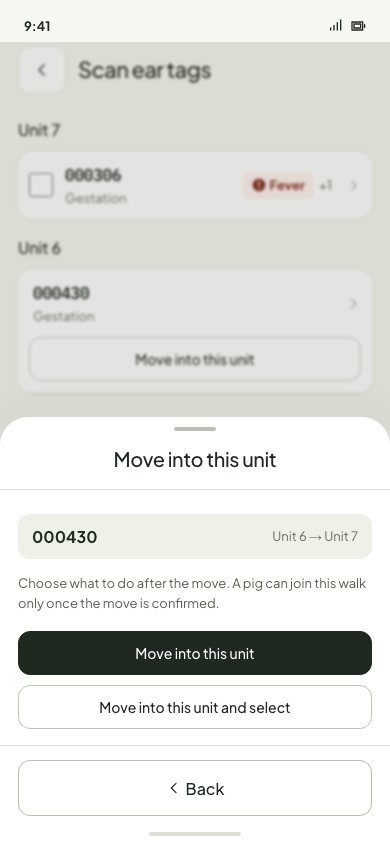 9:41
Scan ear tags
Unit 7
000306
Gestation
Fever +1
Unit 6
000430
Gestation
Move into this unit
Move into this unit
000430
Unit 6 → Unit 7
Choose what to do after the move. A pig can join this walk
only once the move is confirmed.
Move into this unit
Move into this unit and select
Back